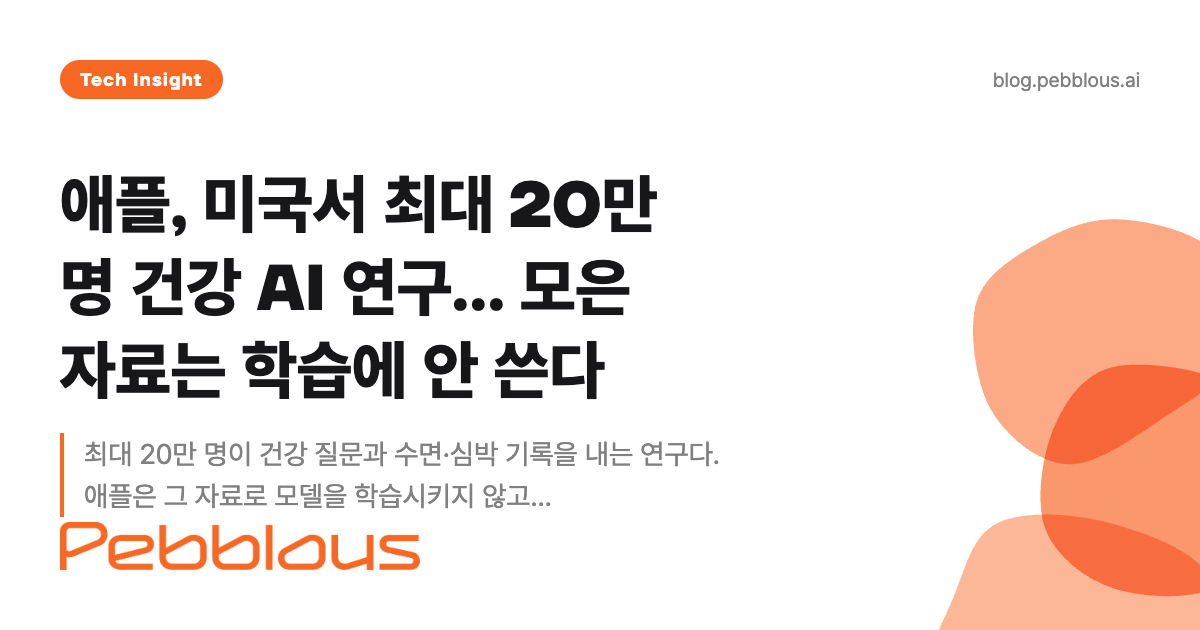 Tech Insight
blog.pebblous.ai
애플, 미국서 최대 20만
명 건강 AI 연구... 모은
자료는 학습에 안 쓴다
최대 20만 명이 건강 질문과 수면·심박 기록을 내는 연구다.
애플은 그 자료로 모델을 학습시키지 않고...
Pebblous